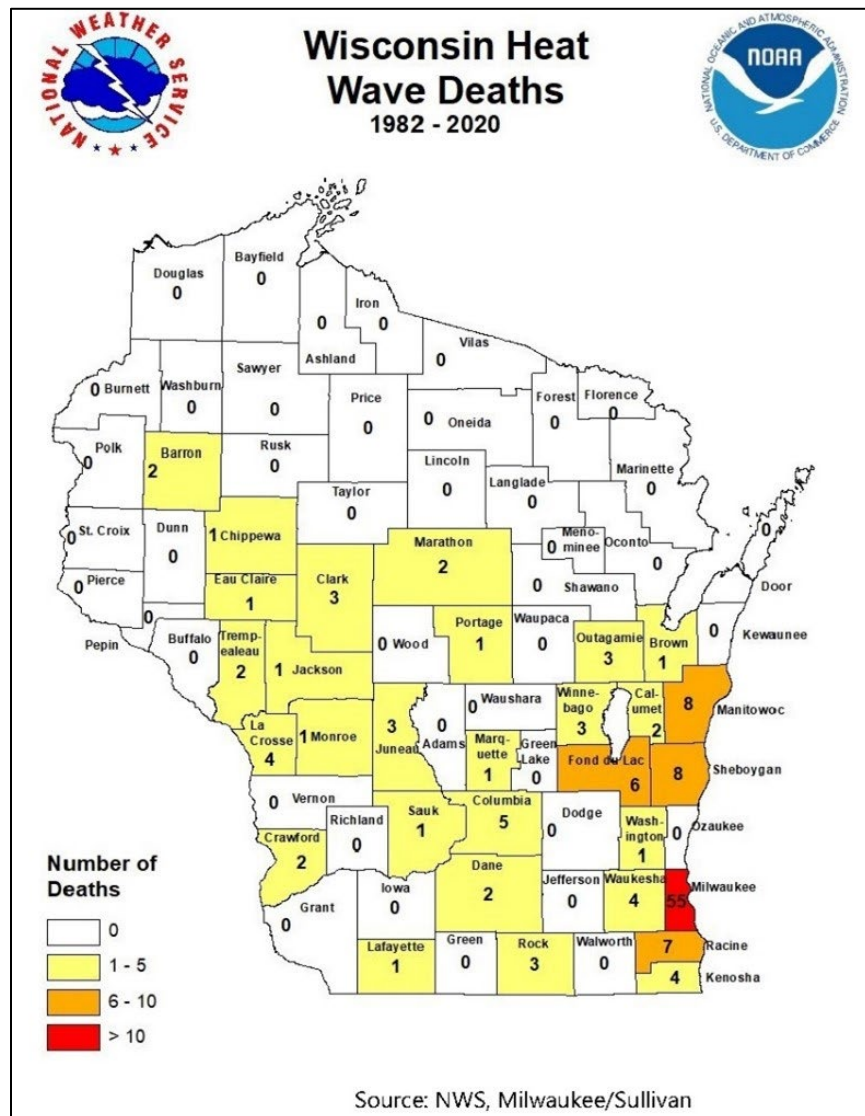 NATIONAL WEATHER SERVICE
Wisconsin Heat
Wave Deaths
1982 - 2020
NATIONAL OCEANIC AND ATMOSPHERIC ADMINISTRATION
NOAA
U.S. DEPARTMENT OF COMMERCE
Douglas
0
Bayfield
0
0
Ashland
Iron
0
Vilas
0
0 Burnett
Washburn
0
Sawyer
0
Price
0
0 Oneida
Forest
0
Florence
0
Polk
0
Barron
2
Rusk
0
Lincoln
0
Langlade
0
Marinette
0
Taylor
0
St. Croix
0
Dunn
0
1 Chippewa
Marathon
2
Meno-
minee
0
Oconto
0
0
Door
Pierce
0
Eau Claire
1
Clark
3
0 Shawano
0
Pepin
Buffalo
0
Tremp-
ealeau
2
1 Jackson
0 Wood
Portage
1
Waupaca
0
Outagamie
3
Brown
1
0
Kewaunee
La
Crosse
4
1 Monroe
3
Juneau
0
Adams
Waushara
0
Winne-
bago
3
Cal-
umet
2
8
Manitowoc
Marq-
uette
1
Green
Lake
0
Fond du Lac
6
8
Sheboygan
0
Vernon
Richland
0
Sauk
1
Columbia
5
Dodge
0
Wash-
ington
1
0
Ozaukee
Crawford
2
Number of
Deaths
0
1 - 5
6 - 10
> 10
Grant
0
Iowa
0
Dane
2
Jefferson
0
Waukesha
4
55
Milwaukee
Lafayette
1
Green
0
Rock
3
Walworth
0
7
Racine
4
Kenosha
Source: NWS, Milwaukee/Sullivan